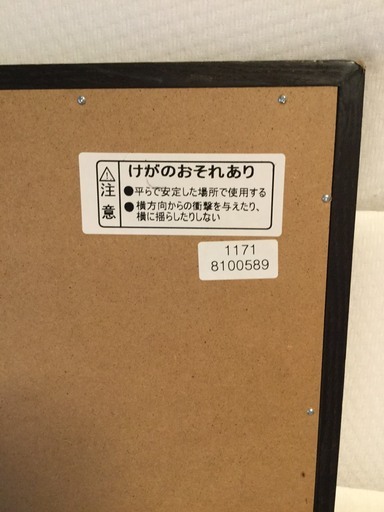 ⚠注意
けがのおそれあり
●平らで安定した場所で使用する
●横方向からの衝撃を与えたり、
横に揺らしたりしない
1171
8100589